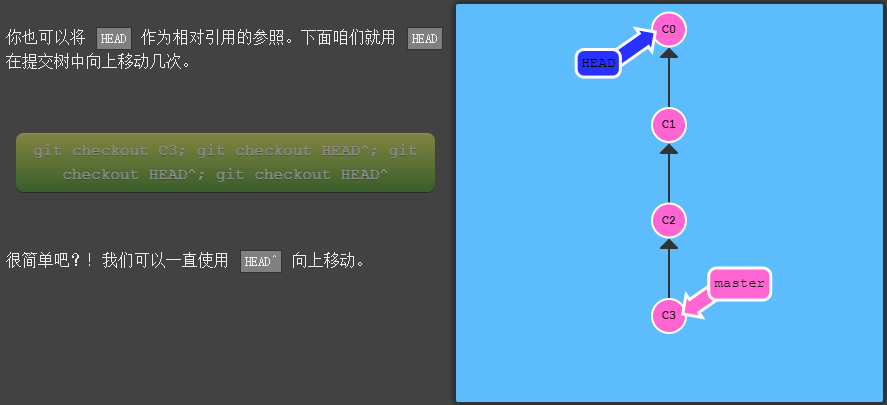 你也可以将 HEAD 作为相对引用的参照。下面咱们就用 HEAD
在提交树中向上移动几次。
git checkout C3; git checkout HEAD^; git
checkout HEAD^; git checkout HEAD^
很简单吧？！我们可以一直使用 HEAD^ 向上移动。
C0
HEAD
C1
C2
master
C3